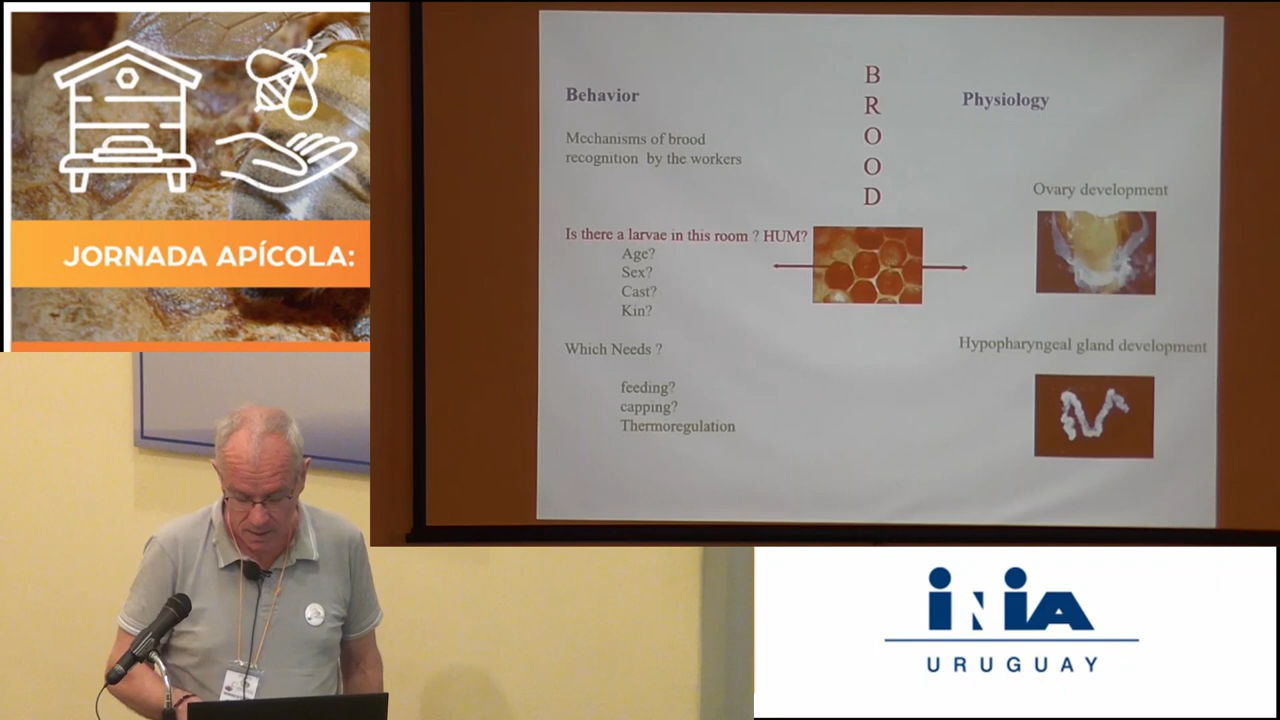 JORNADA APÍCOLA:
B
R
O
O
D
Behavior
Physiology
Mechanisms of brood
recognition by the workers
Ovary development
Is there a larvae in this room ? HUM?
Age?
Sex?
Cast?
Kin?
Hypopharyngeal gland development
Which Needs ?
feeding?
capping?
Thermoregulation
INIA
URUGUAY